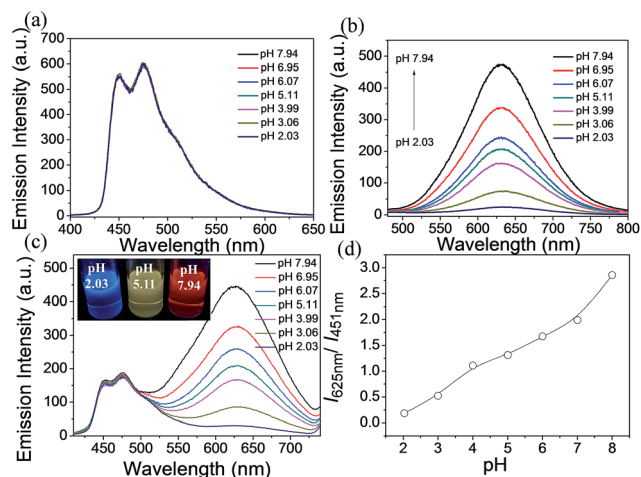 (a)
Emission Intensity (a.u.)
700
600
500
400
300
200
100
0
400 450 500 550 600 650
Wavelength (nm)
pH 7.94
pH 6.95
pH 6.07
pH 5.11
pH 3.99
pH 3.06
pH 2.03
(b)
Emission Intensity (a.u.)
500
400
300
200
100
0
500 550 600 650 700 750 800
Wavelength (nm)
pH 7.94
pH 2.03
pH 7.94
pH 6.95
pH 6.07
pH 5.11
pH 3.99
pH 3.06
pH 2.03
(c)
Emission Intensity (a.u.)
500
400
300
200
100
0
450 500 550 600 650 700
Wavelength (nm)
pH
2.03
pH
5.11
pH
7.94
pH 7.94
pH 6.95
pH 6.07
pH 5.11
pH 3.99
pH 3.06
pH 2.03
(d)
I625nm/ I451nm
3.0
2.5
2.0
1.5
1.0
0.5
0.0
2 3 4 5 6 7 8
pH